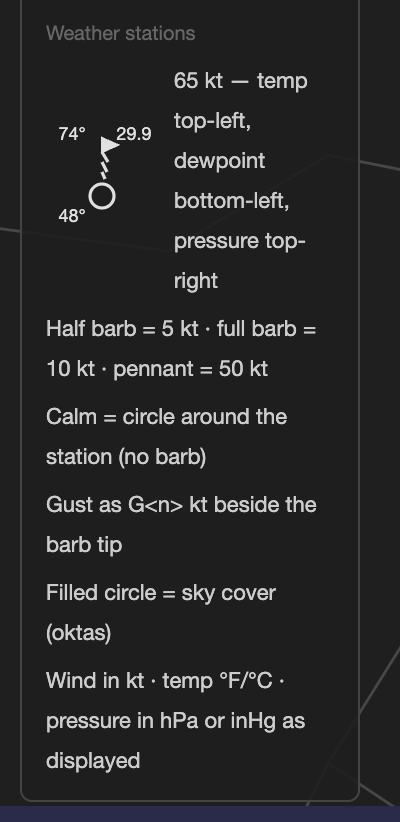 Weather stations
74°
29.9
48°
65 kt — temp
top-left,
dewpoint
bottom-left,
pressure top-
right
Half barb = 5 kt · full barb =
10 kt · pennant = 50 kt
Calm = circle around the
station (no barb)
Gust as G<n> kt beside the
barb tip
Filled circle = sky cover
(oktas)
Wind in kt · temp °F/°C ·
pressure in hPa or inHg as
displayed